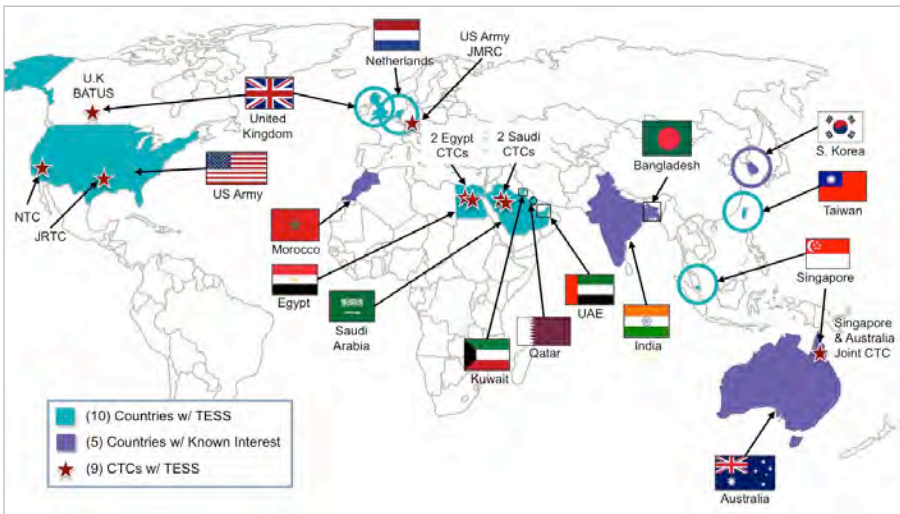 Netherlands
US Army
JMRC
U.K
BATUS
United
Kingdom
2 Egypt
CTCs
2 Saudi
CTCs
Bangladesh
S. Korea
US Army
NTC
JRTC
Morocco
Taiwan
Egypt
Saudi
Arabia
Kuwait
Qatar
UAE
India
Singapore
Singapore
& Australia
Joint CTC
(10) Countries w/ TESS
(5) Countries w/ Known Interest
(9) CTCs w/ TESS
Australia